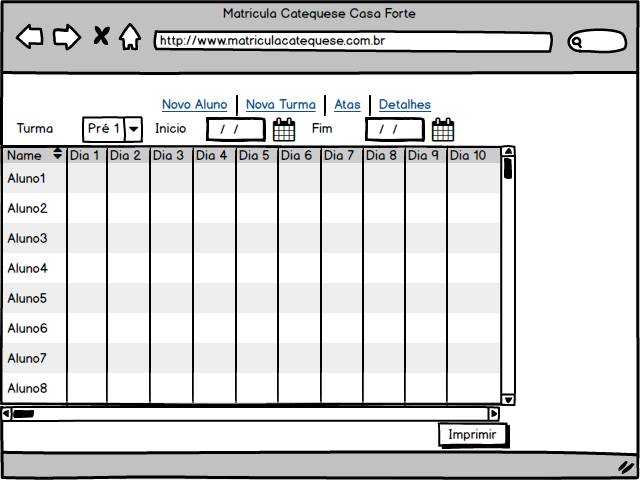 Matricula Catequese Casa Forte
http://www.matriculacatequese.com.br
Novo Aluno Nova Turma Atas Detalhes
Turma Pré 1 Inicio / / Fim / /
Name Dia 1 Dia 2 Dia 3 Dia 4 Dia 5 Dia 6 Dia 7 Dia 8 Dia 9 Dia 10
Aluno1
Aluno2
Aluno3
Aluno4
Aluno5
Aluno6
Aluno7
Aluno8
Imprimir